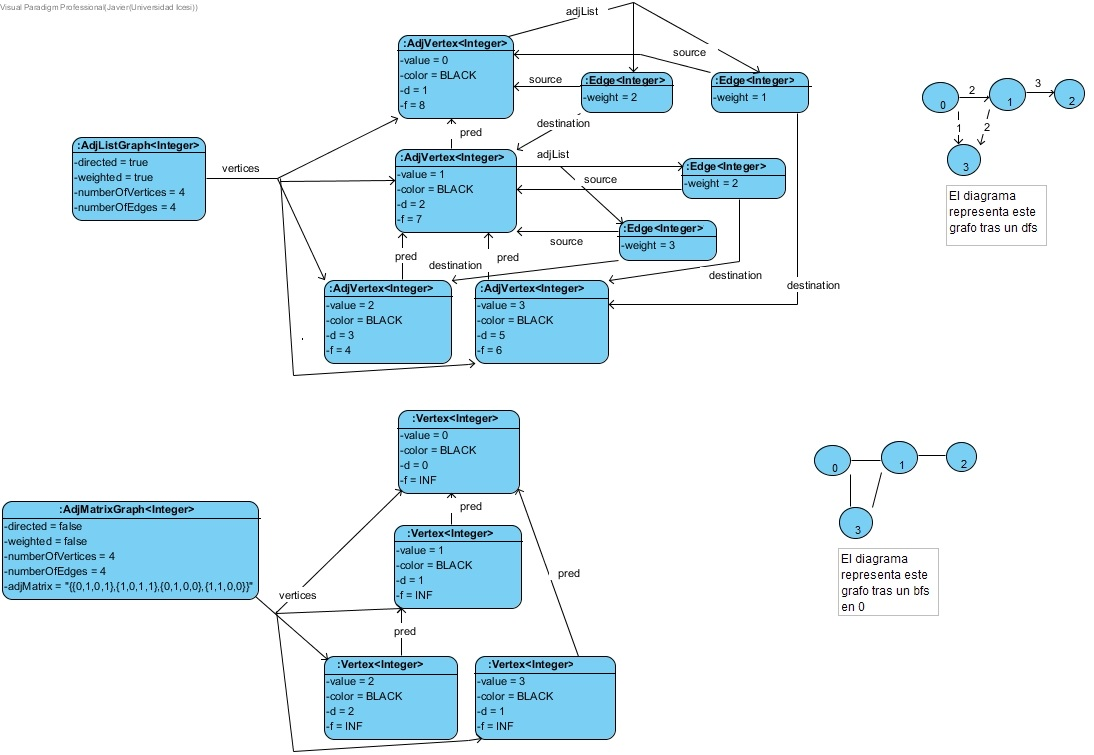 Visual Paradigm Professional(Javier(Universidad Icesi))
adjList
:AdjVertex<Integer>
-value = 0
-color = BLACK
-d = 1
-f = 8
source
source
:Edge<Integer>
-weight = 2
:Edge<Integer>
-weight = 1
destination
pred
:AdjListGraph<Integer>
-directed = true
-weighted = true
-numberOfVertices = 4
-numberOfEdges = 4
vertices
:AdjVertex<Integer>
-value = 1
-color = BLACK
-d = 2
-f = 7
adjList
source
:Edge<Integer>
-weight = 2
:Edge<Integer>
-weight = 3
source
pred
pred
destination
destination
destination
:AdjVertex<Integer>
-value = 2
-color = BLACK
-d = 3
-f = 4
:AdjVertex<Integer>
-value = 3
-color = BLACK
-d = 5
-f = 6
0
2
1
3
2
1
2
3
El diagrama
representa este
grafo tras un dfs
:Vertex<Integer>
-value = 0
-color = BLACK
-d = 0
-f = INF
pred
:AdjMatrixGraph<Integer>
-directed = false
-weighted = false
-numberOfVertices = 4
-numberOfEdges = 4
-adjMatrix = "{{0,1,0,1},{1,0,1,1},{0,1,0,0},{1,1,0,0}}"
vertices
:Vertex<Integer>
-value = 1
-color = BLACK
-d = 1
-f = INF
pred
pred
:Vertex<Integer>
-value = 2
-color = BLACK
-d = 2
-f = INF
:Vertex<Integer>
-value = 3
-color = BLACK
-d = 1
-f = INF
0
1
2
3
El diagrama
representa este
grafo tras un bfs
en 0